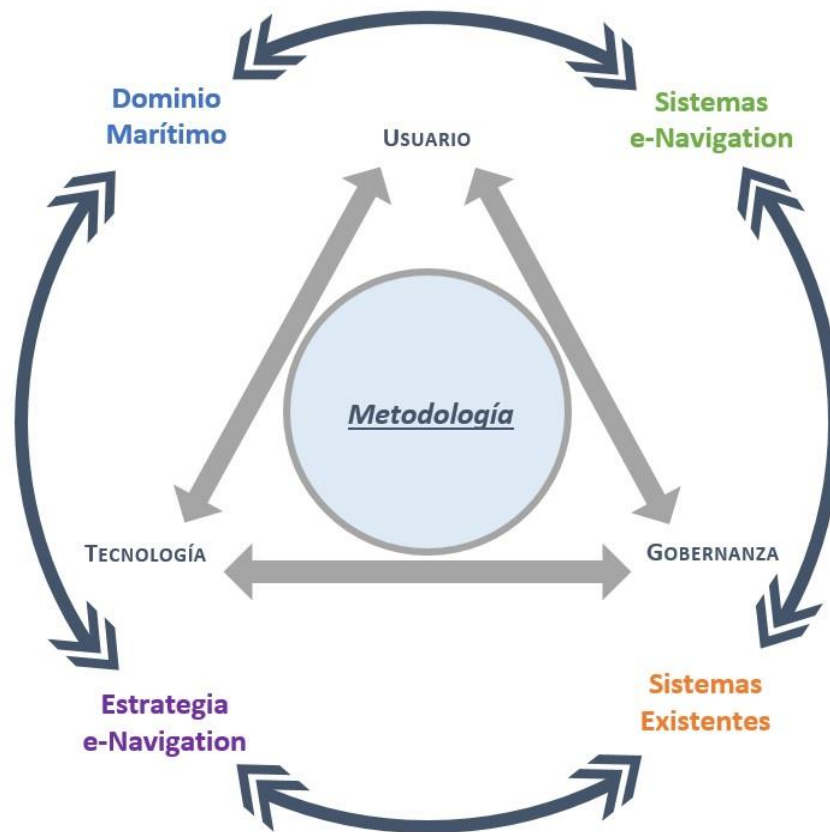 Dominio
Marítimo
Sistemas
e-Navigation
USUARIO
Metodología
TECNOLOGÍA
GOBERNANZA
Estrategia
e-Navigation
Sistemas
Existentes